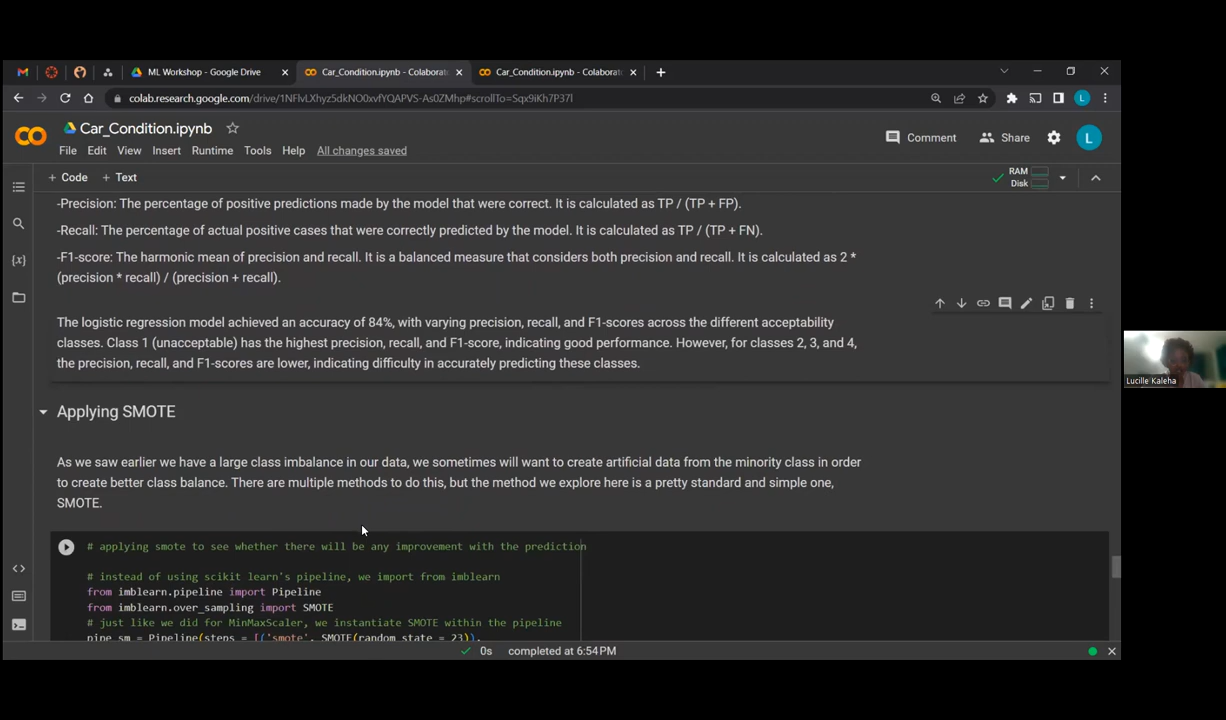 ML Workshop - Google Drive
Car_Condition.ipynb - Colaborat
Car_Condition.ipynb - Colaborat
colab.research.google.com/drive/1NFlvLXhyz5dkNO0xvfYQAPVS-As0ZMhp#scrollTo=Sqx9iKh7P37l
L
Car_Condition.ipynb
Comment
Share
L
File Edit View Insert Runtime Tools Help All changes saved
+ Code + Text
RAM
Disk
-Precision: The percentage of positive predictions made by the model that were correct. It is calculated as TP / (TP + FP).
-Recall: The percentage of actual positive cases that were correctly predicted by the model. It is calculated as TP / (TP + FN).
-F1-score: The harmonic mean of precision and recall. It is a balanced measure that considers both precision and recall. It is calculated as 2 *
(precision * recall) / (precision + recall).
The logistic regression model achieved an accuracy of 84%, with varying precision, recall, and F1-scores across the different acceptability
classes. Class 1 (unacceptable) has the highest precision, recall, and F1-score, indicating good performance. However, for classes 2, 3, and 4,
the precision, recall, and F1-scores are lower, indicating difficulty in accurately predicting these classes.
Lucille Kaleha
Applying SMOTE
As we saw earlier we have a large class imbalance in our data, we sometimes will want to create artificial data from the minority class in order
to create better class balance. There are multiple methods to do this, but the method we explore here is a pretty standard and simple one,
SMOTE.
# applying smote to see whether there will be any improvement with the prediction
# instead of using scikit learn's pipeline, we import from imblearn
from imblearn.pipeline import Pipeline
from imblearn.over_sampling import SMOTE
# just like we did for MinMaxScaler, we instantiate SMOTE within the pipeline
pipe_sm = Pipeline(steps = [('smote', SMOTE(random_state = 23)),
0s completed at 6:54 PM